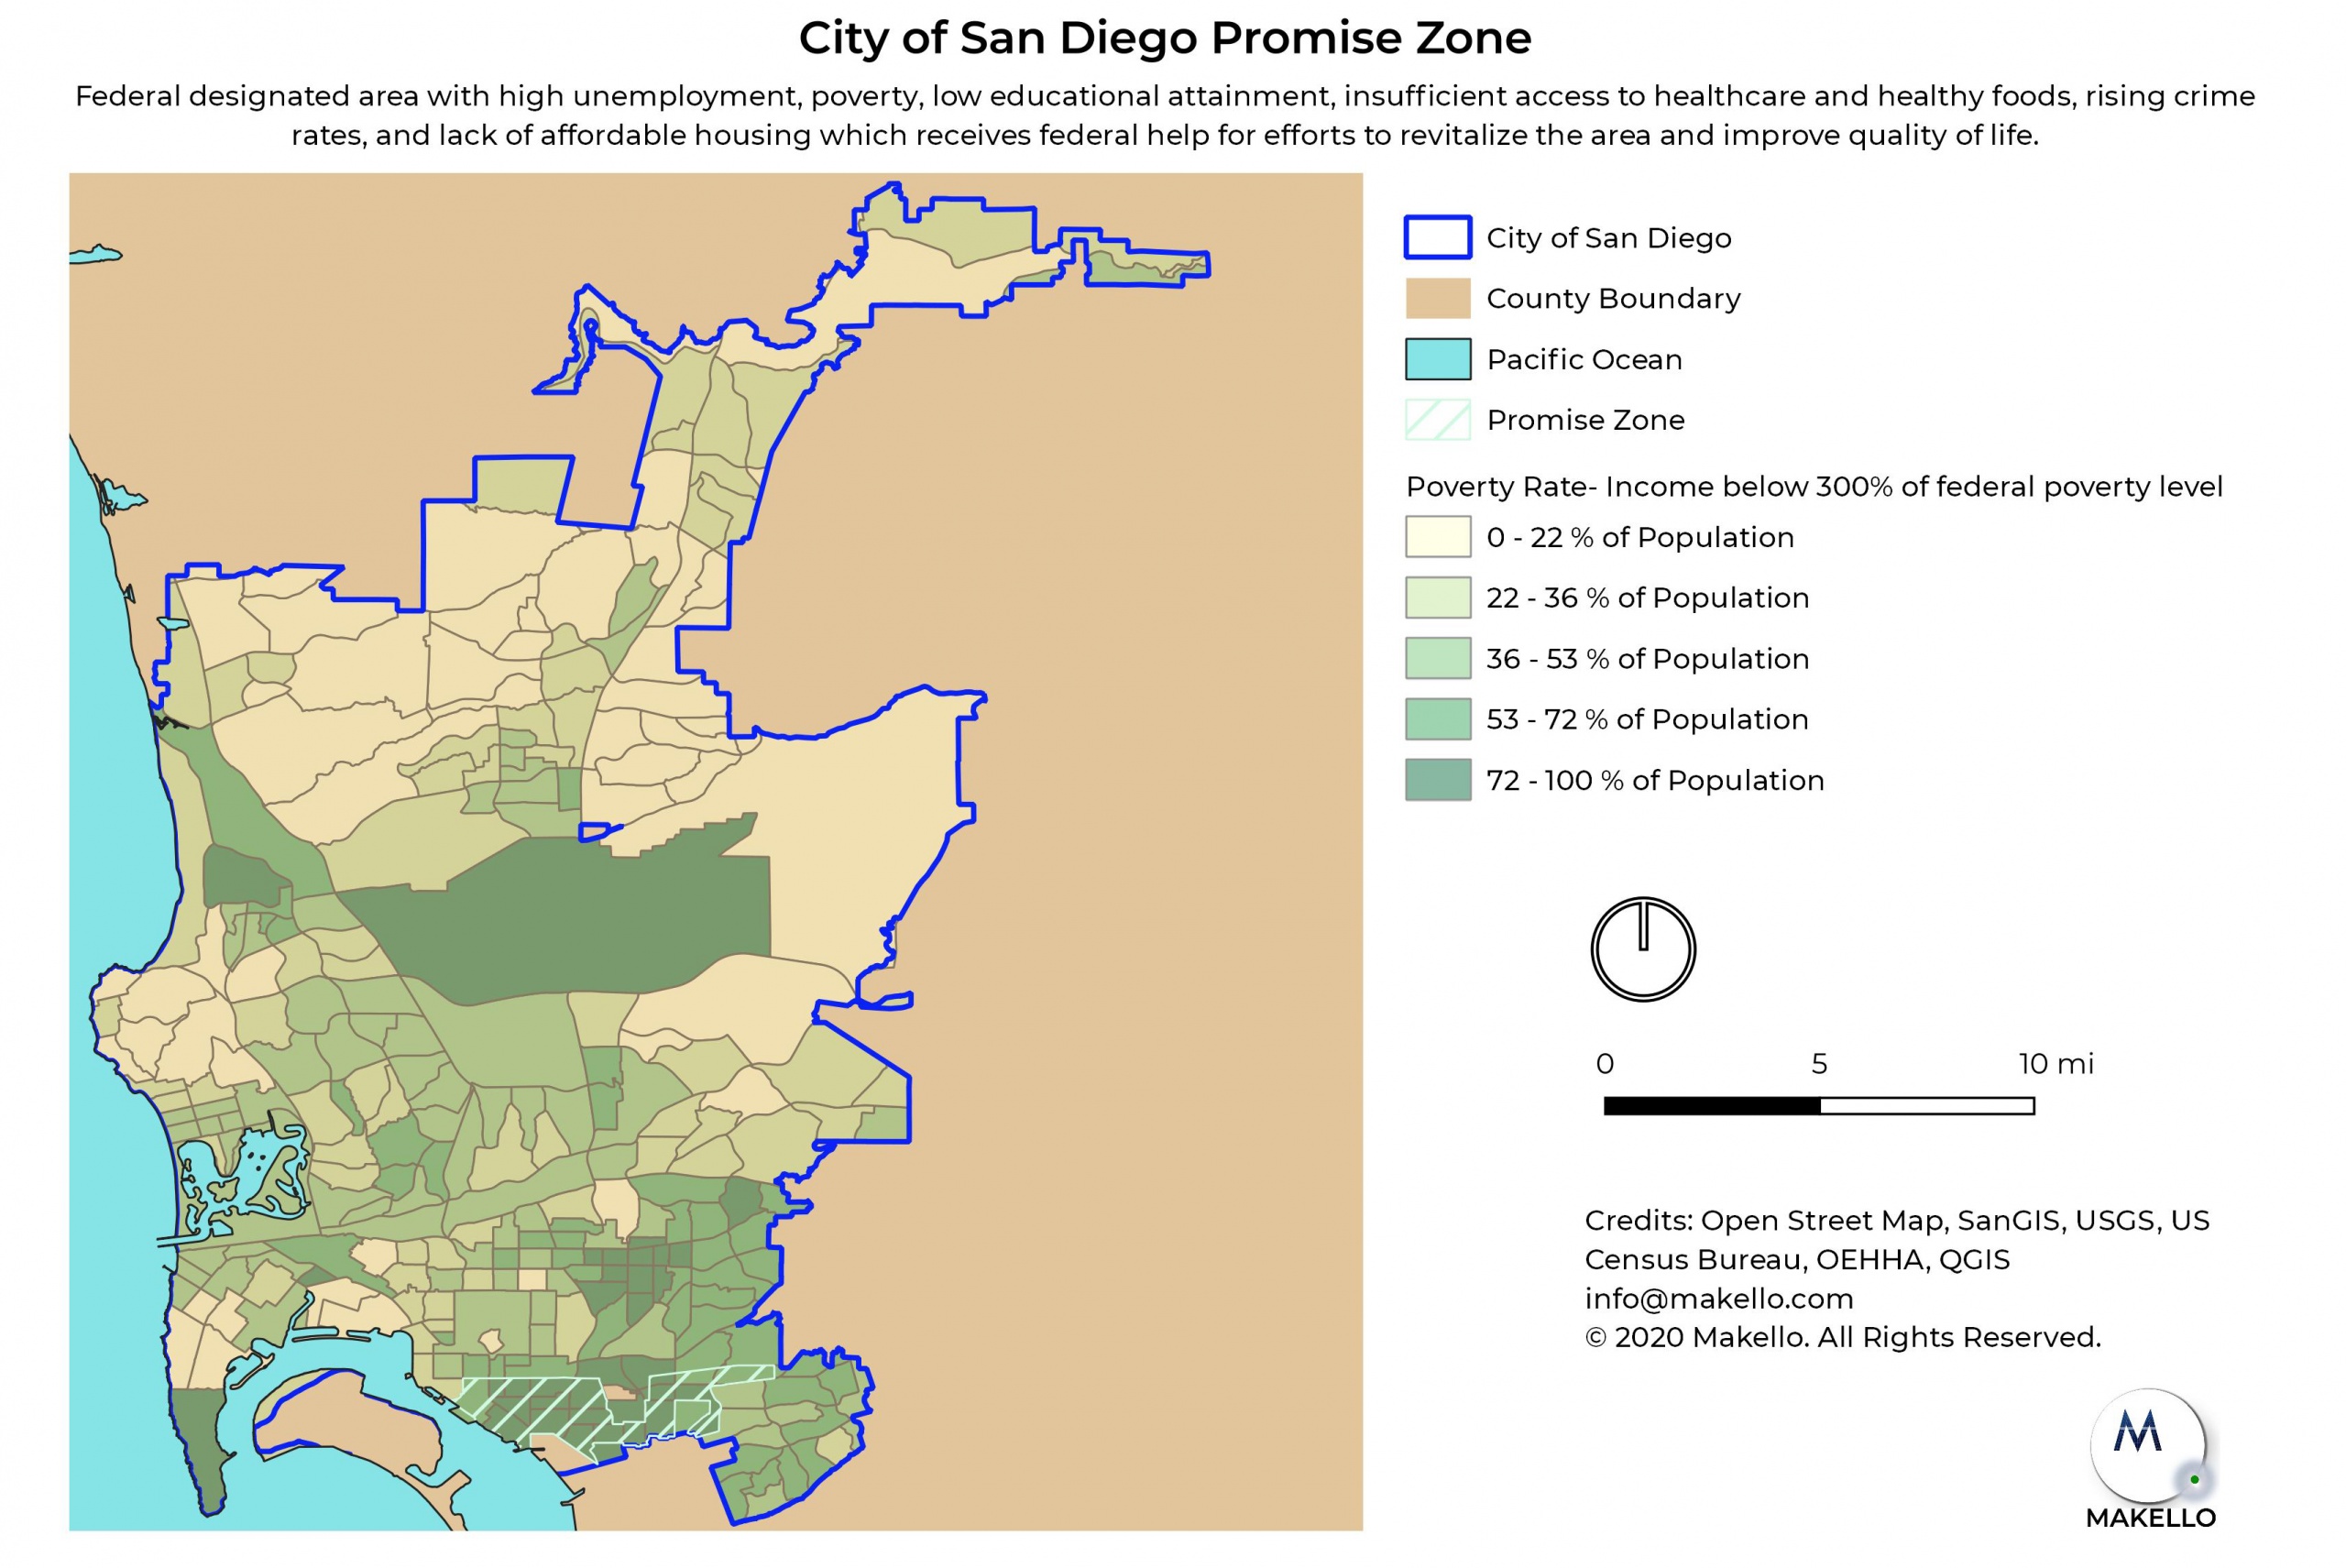 City of San Diego Promise Zone
Federal designated area with high unemployment, poverty, low educational attainment, insufficient access to healthcare and healthy foods, rising crime
rates, and lack of affordable housing which receives federal help for efforts to revitalize the area and improve quality of life.
City of San Diego
County Boundary
Pacific Ocean
Promise Zone
Poverty Rate- Income below 300% of federal poverty level
0 - 22 % of Population
22 - 36 % of Population
36 - 53 % of Population
53 - 72 % of Population
72 - 100 % of Population
0 5 10 mi
Credits: Open Street Map, SanGIS, USGS, US
Census Bureau, OEHHA, QGIS
info@makello.com
© 2020 Makello. All Rights Reserved.
M
MAKELLO